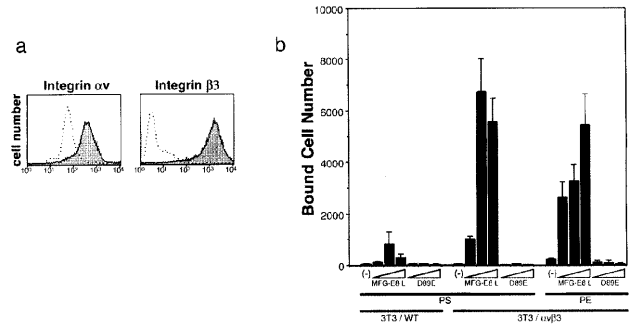 a
b
Integrin αv
Integrin β3
cell number
10⁰ 10¹ 10² 10³ 10⁴
10⁰ 10¹ 10² 10³ 10⁴
Bound Cell Number
10000
8000
6000
4000
2000
0
(-) (-) (-)
MFG-E8 L D89E MFG-E8 L D89E MFG-E8 L D89E
PS PE
3T3 / WT 3T3 / αvβ3